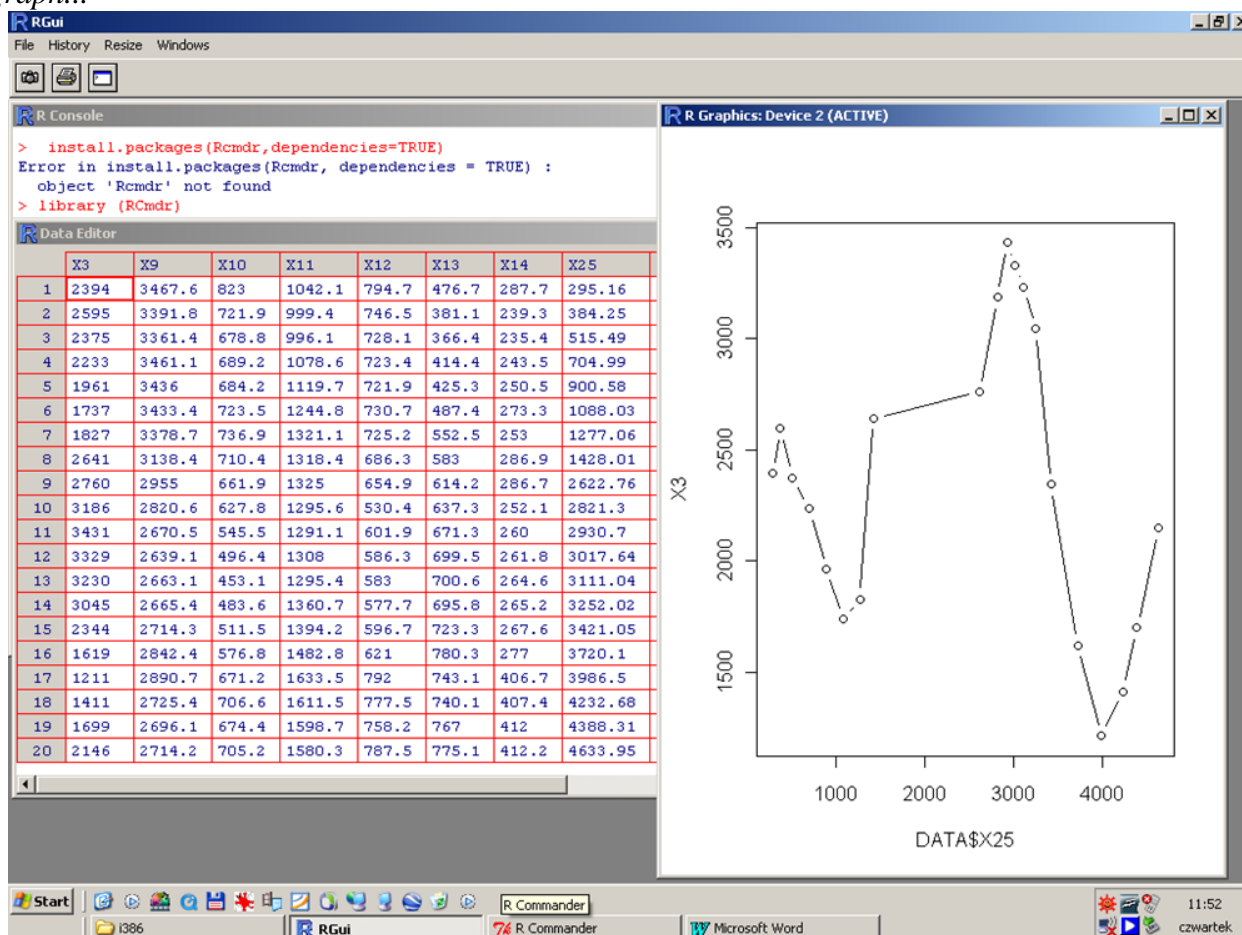 RGui
File History Resize Windows
R Console
> install.packages(Rcmdr,dependencies=TRUE)
Error in install.packages(Rcmdr, dependencies = TRUE) :
object 'Rcmdr' not found
> library (RCmdr)
Data Editor
X3 X9 X10 X11 X12 X13 X14 X25
1 2394 3467.6 823 1042.1 794.7 476.7 287.7 295.16
2 2595 3391.8 721.9 999.4 746.5 381.1 239.3 384.25
3 2375 3361.4 678.8 996.1 728.1 366.4 235.4 515.49
4 2233 3461.1 689.2 1078.6 723.4 414.4 243.5 704.99
5 1961 3436 684.2 1119.7 721.9 425.3 250.5 900.58
6 1737 3433.4 723.5 1244.8 730.7 487.4 273.3 1088.03
7 1827 3378.7 736.9 1321.1 725.2 552.5 253 1277.06
8 2641 3138.4 710.4 1318.4 686.3 583 286.9 1428.01
9 2760 2955 661.9 1325 654.9 614.2 286.7 2622.76
10 3186 2820.6 627.8 1295.6 530.4 637.3 252.1 2821.3
11 3431 2670.5 545.5 1291.1 601.9 671.3 260 2930.7
12 3329 2639.1 496.4 1308 586.3 699.5 261.8 3017.64
13 3230 2663.1 453.1 1295.4 583 700.6 264.6 3111.04
14 3045 2665.4 483.6 1360.7 577.7 695.8 265.2 3252.02
15 2344 2714.3 511.5 1394.2 596.7 723.3 267.6 3421.05
16 1619 2842.4 576.8 1482.8 621 780.3 277 3720.1
17 1211 2890.7 671.2 1633.5 792 743.1 406.7 3986.5
18 1411 2725.4 706.6 1611.5 777.5 740.1 407.4 4232.68
19 1699 2696.1 674.4 1598.7 758.2 767 412 4388.31
20 2146 2714.2 705.2 1580.3 787.5 775.1 412.2 4633.95
R Graphics: Device 2 (ACTIVE)
3500
3000
2500
2000
1500
X3
1000 2000 3000 4000
DATA$X25
Start
R Commander
11:52
i386
RGui
R Commander
Microsoft Word
czwartek